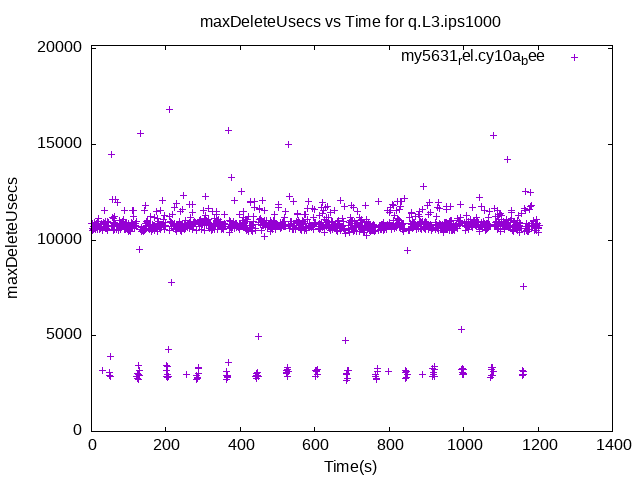 maxDeleteUsecs vs Time for q.L3.ips1000
my5631rel.cy10abee
20000
15000
10000
5000
0
maxDeleteUsecs
0 200 400 600 800 1000 1200 1400
Time(s)